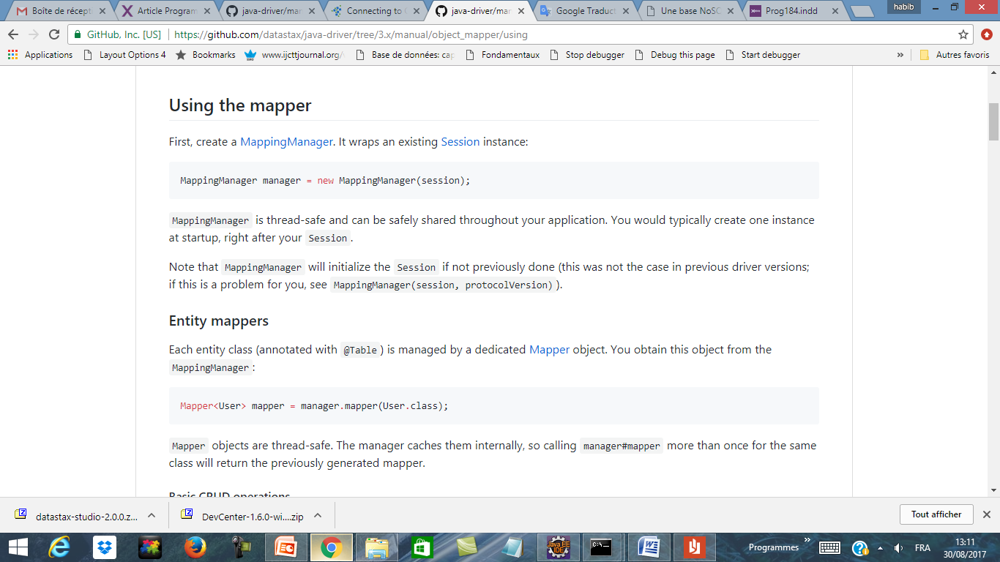 habib
Boîte de récept
Article Program
java-driver/mar
Connecting to
java-driver/mar
Google Traduct
Une base NoSQ
Prog184.indd
GitHub, Inc. [US] https://github.com/datastax/java-driver/tree/3.x/manual/object_mapper/using
Applications Layout Options 4 Bookmarks www.ijcttjournal.org/ Base de données: cap Fondamentaux Stop debugger Debug this page Start debugger » Autres favoris
Using the mapper
First, create a MappingManager. It wraps an existing Session instance:
MappingManager manager = new MappingManager(session);
MappingManager is thread-safe and can be safely shared throughout your application. You would typically create one instance
at startup, right after your Session.
Note that MappingManager will initialize the Session if not previously done (this was not the case in previous driver versions;
if this is a problem for you, see MappingManager(session, protocolVersion)).
Entity mappers
Each entity class (annotated with @Table) is managed by a dedicated Mapper object. You obtain this object from the
MappingManager:
Mapper<User> mapper = manager.mapper(User.class);
Mapper objects are thread-safe. The manager caches them internally, so calling manager#mapper more than once for the same
class will return the previously generated mapper.
Basic CRUD operations
datastax-studio-2.0.0.z... DevCenter-1.6.0-wi....zip Tout afficher
Java EE
IDE
C:\_
Programmes » FRA 13:11
30/08/2017